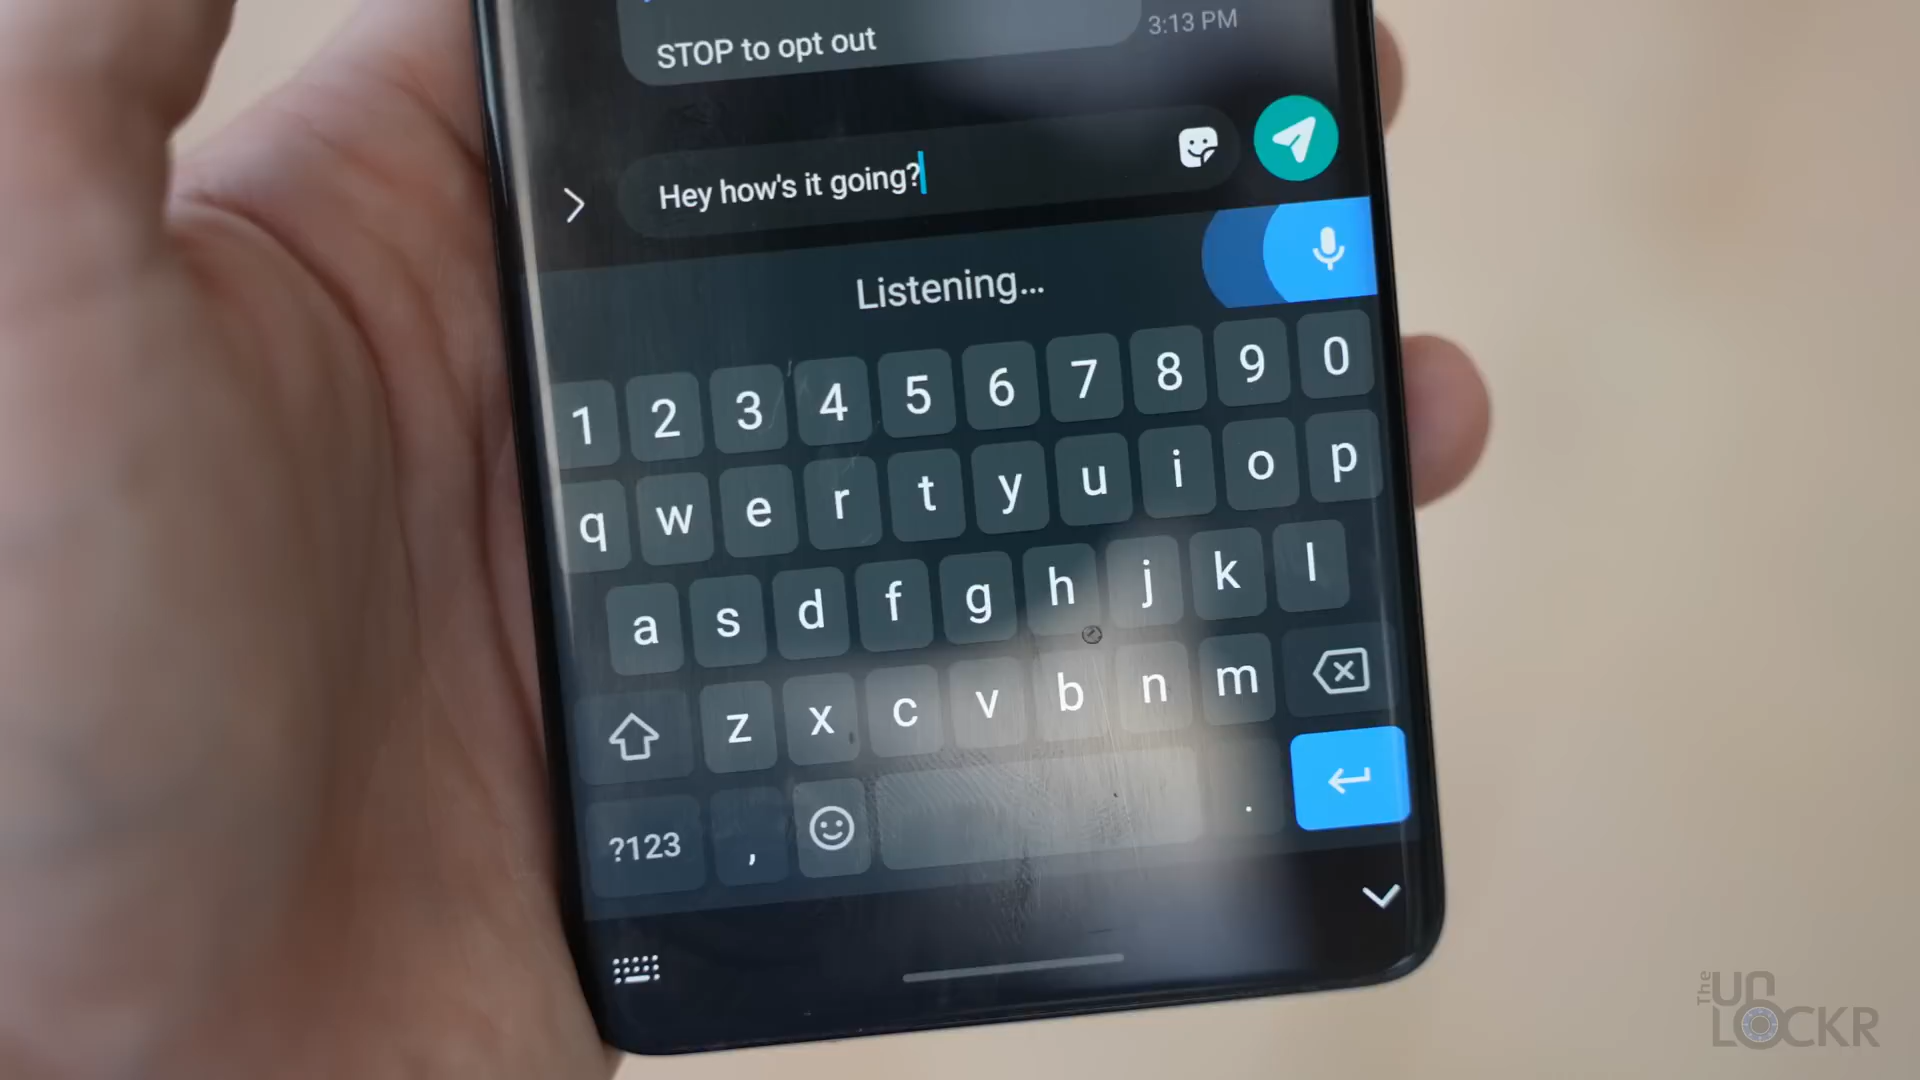 STOP to opt out
3:13 PM
Hey how's it going?
Listening...
1 2 3 4 5 6 7 8 9 0
q w e r t y u i o p
a s d f g h j k l
z x c v b n m
?123 , .
The
UNLOCKR